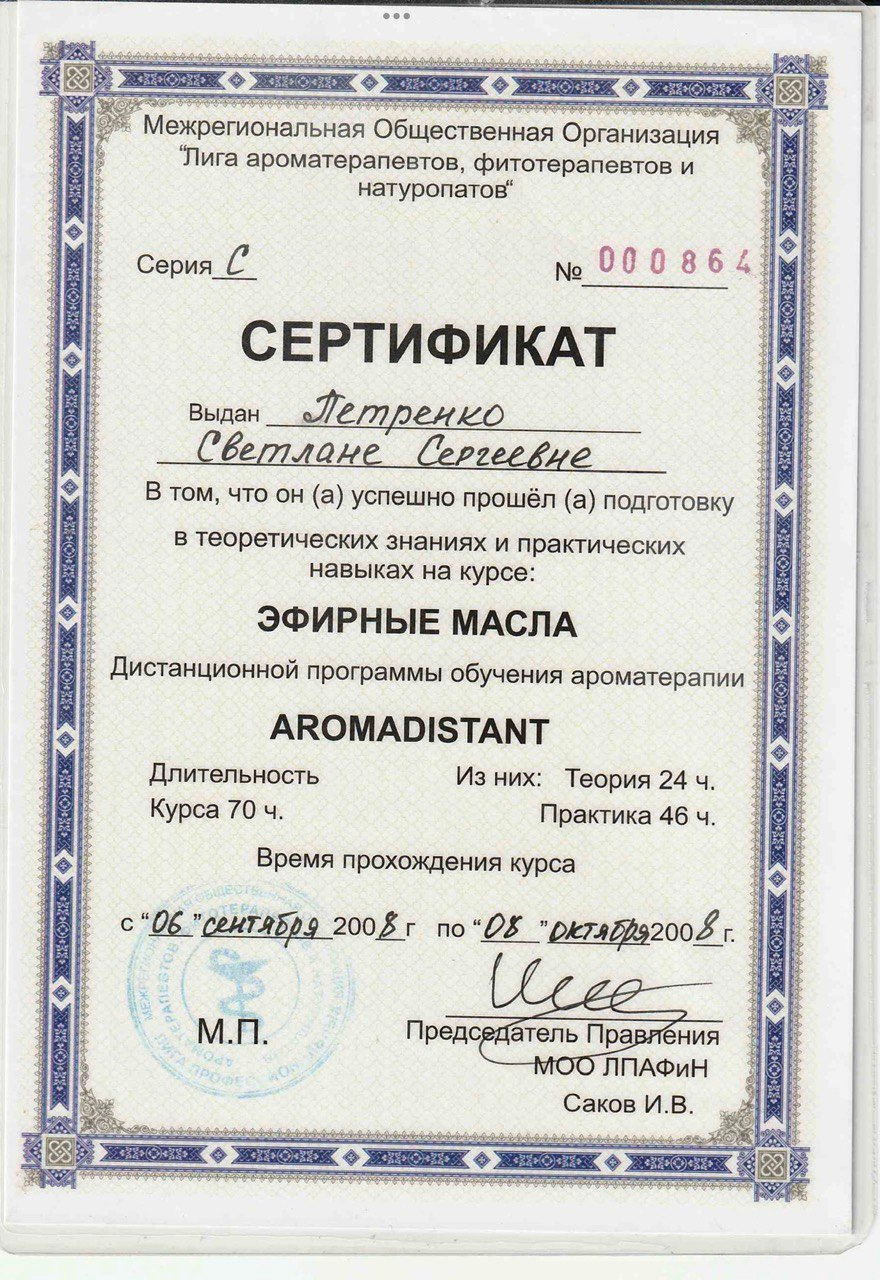 Межрегиональная Общественная Организация
"Лига ароматерапевтов, фитотерапевтов и
натуропатов"
Серия С
№ 000864
СЕРТИФИКАТ
Выдан Петренко
Светлане Сергеевне
В том, что он (а) успешно прошёл (а) подготовку
в теоретических знаниях и практических
навыках на курсе:
ЭФИРНЫЕ МАСЛА
Дистанционной программы обучения ароматерапии
AROMADISTANT
Длительность Из них: Теория 24 ч.
Курса 70 ч. Практика 46 ч.
Время прохождения курса
с "06" сентября 2008 г по "08" октября 2008 г.
М.П.
Председатель Правления
МОО ЛПАФиН
Саков И.В.